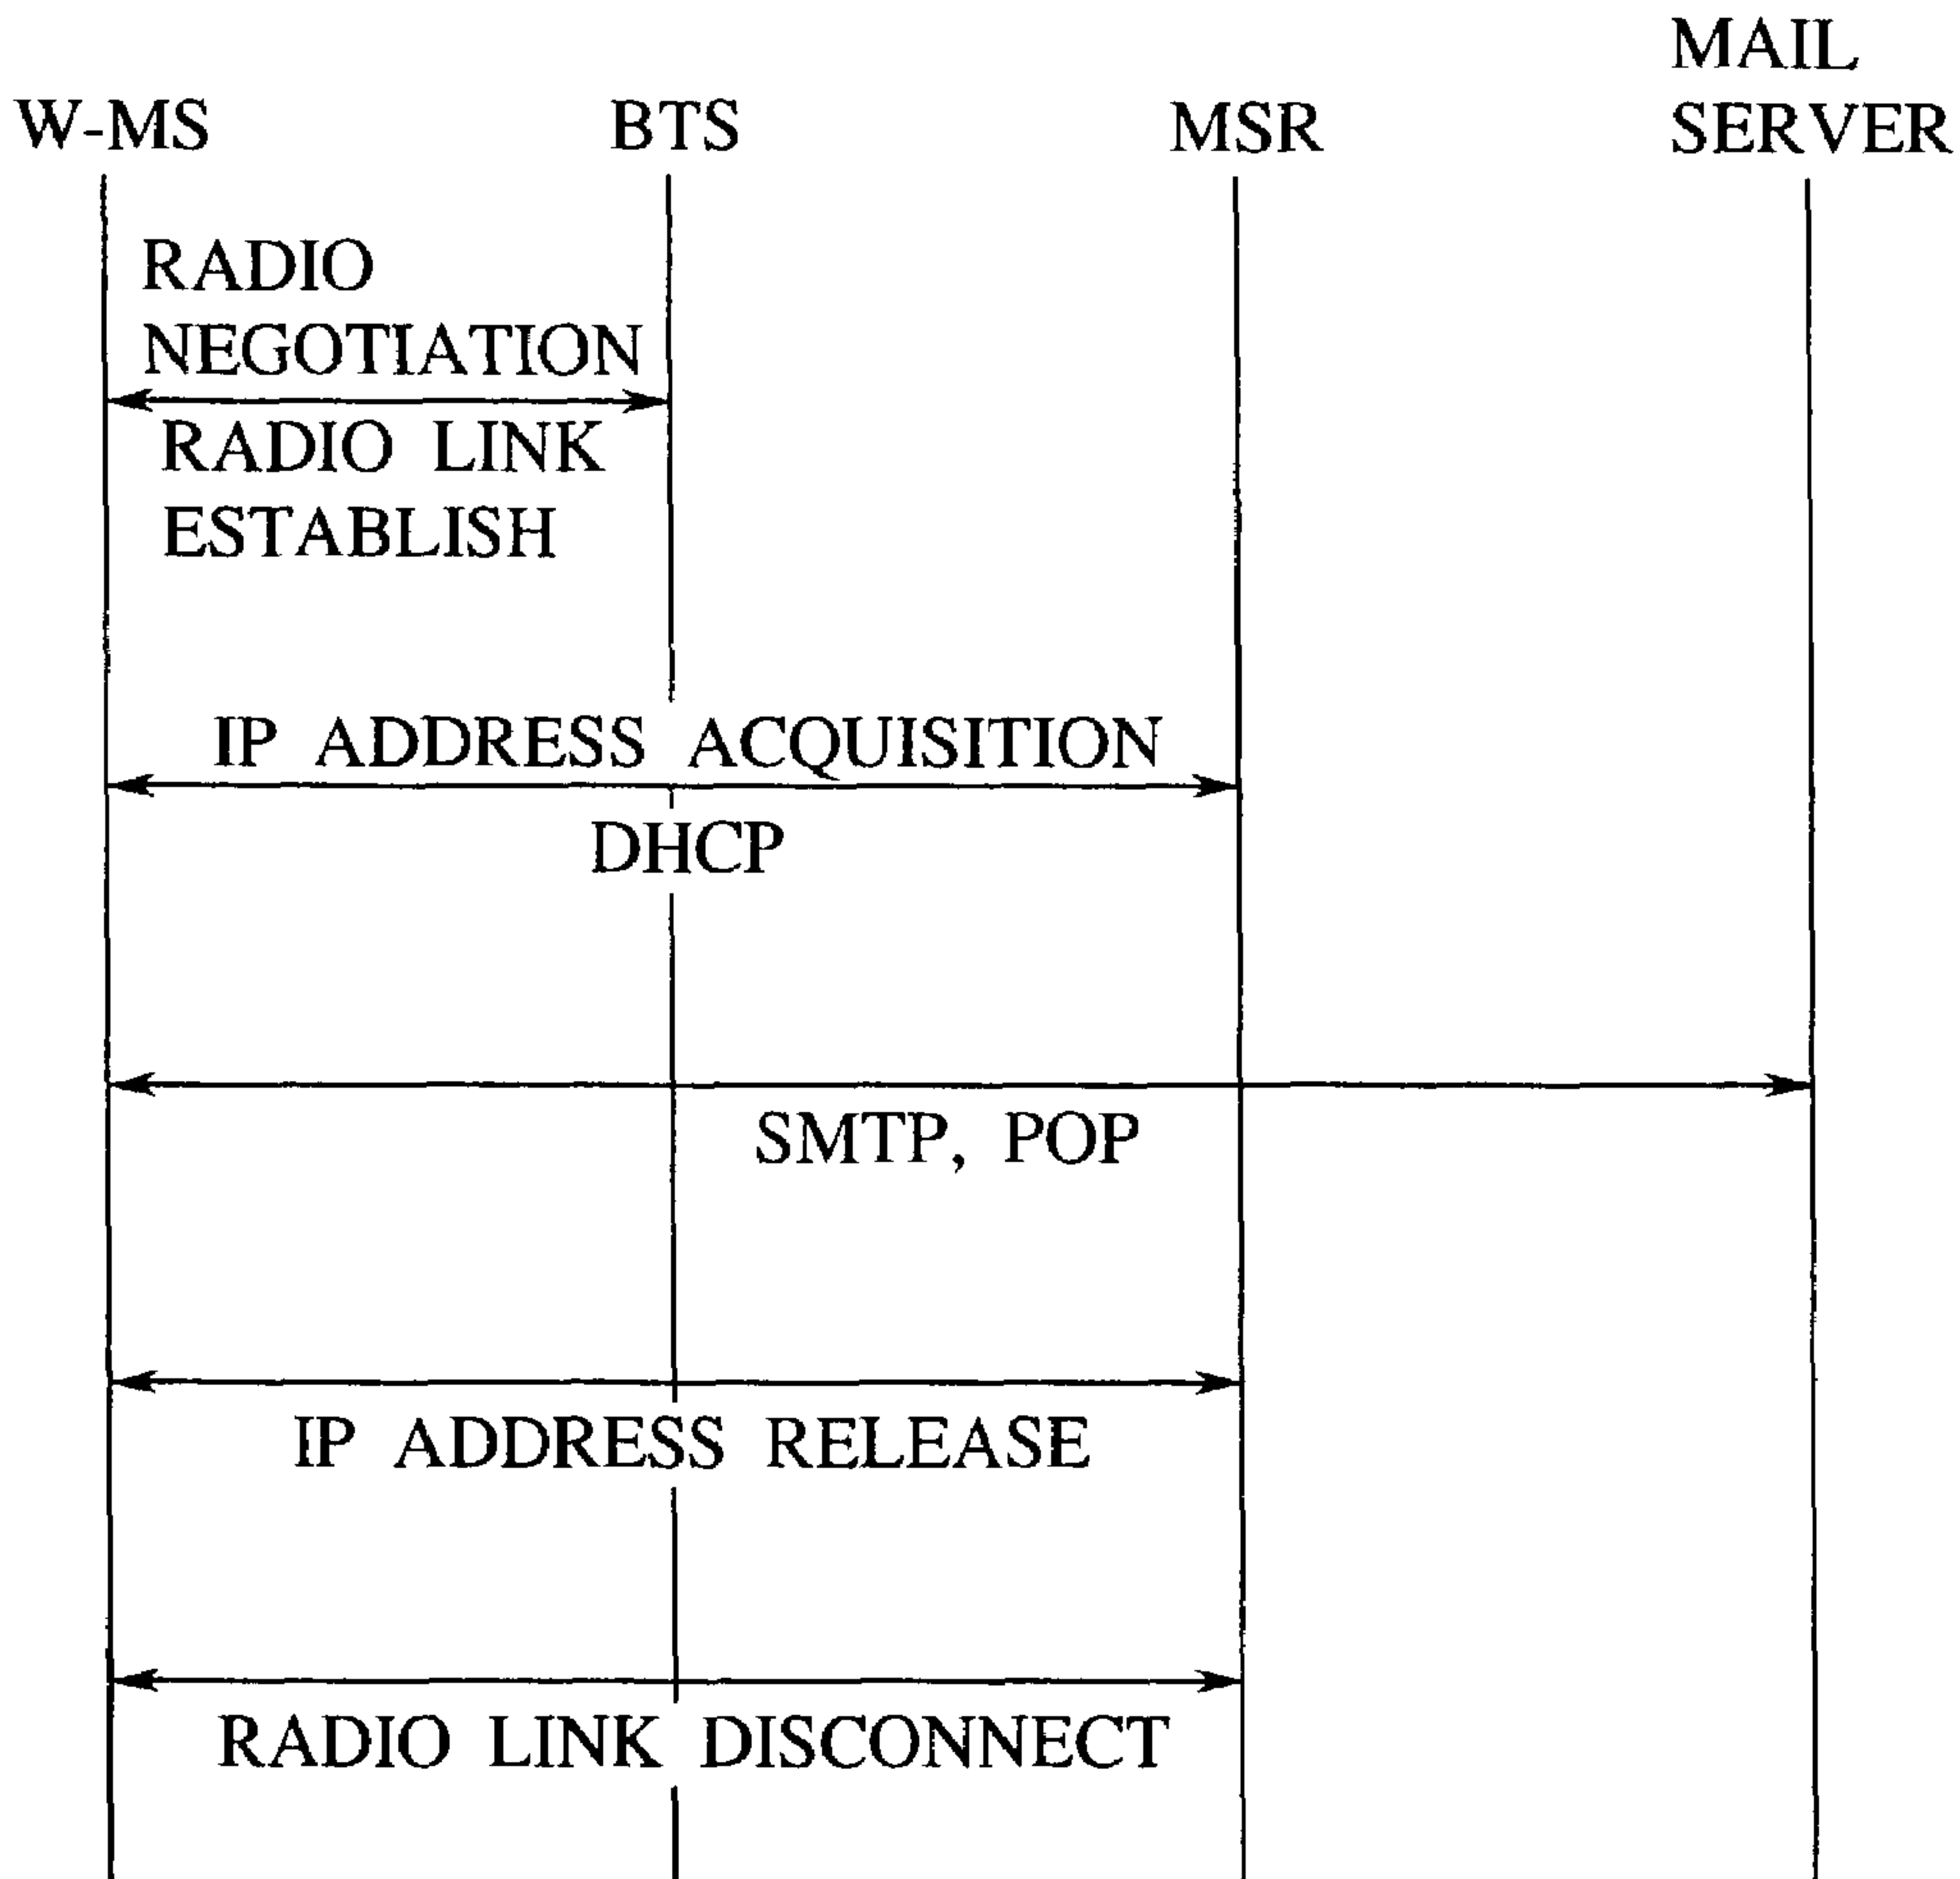 W-MS
BTS
MSR
MAIL
SERVER
RADIO
NEGOTIATION
RADIO LINK
ESTABLISH
IP ADDRESS ACQUISITION
DHCP
SMTP, POP
IP ADDRESS RELEASE
RADIO LINK DISCONNECT